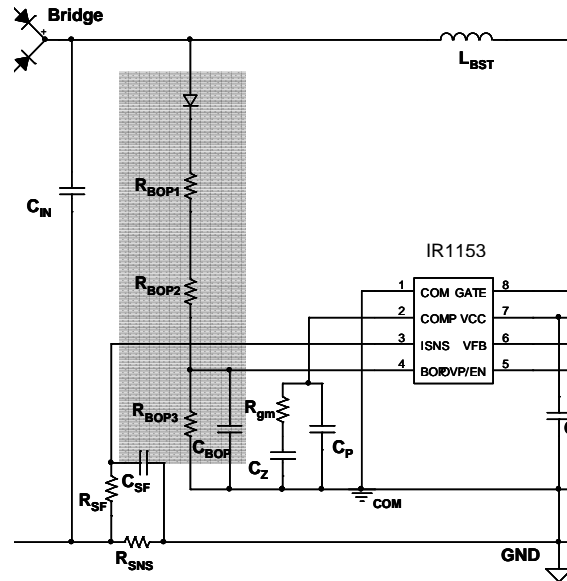 Bridge
+
LBST
RBOP1
CIN
RBOP2
IR1153
1 COM GATE 8
2 COMP VCC 7
3 ISNS VFB 6
4 BOP OVP/EN 5
RBOP3
CBOP
Rgm
CP
CZ
CSF
RSF
COM
RSNS
GND